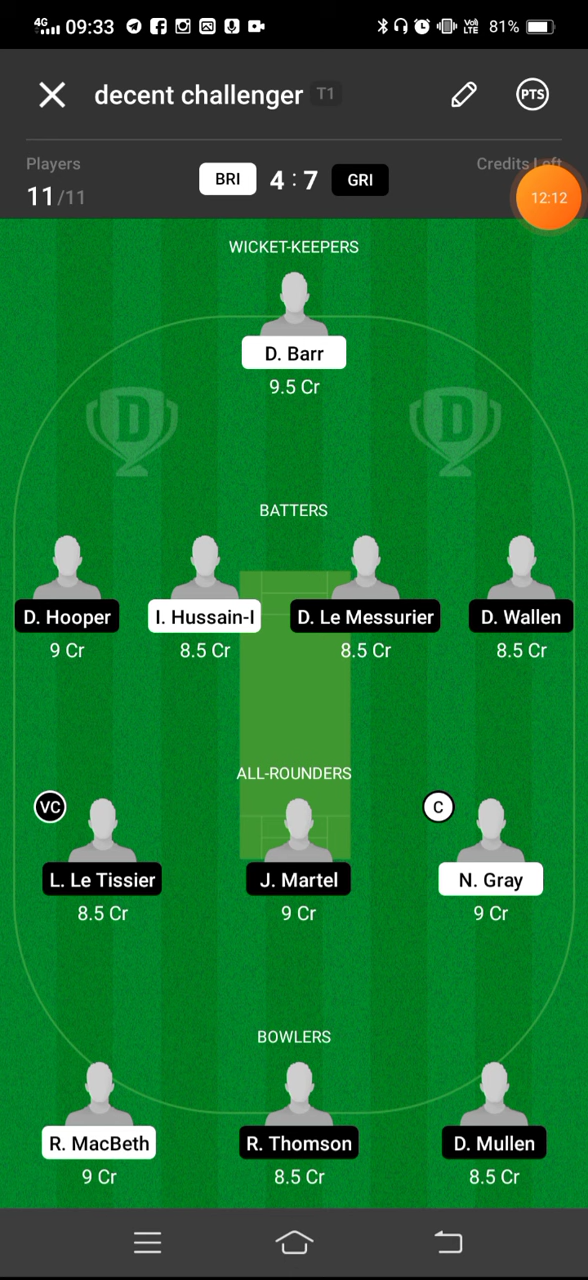 4G 09:33 Vo)) LTE 81%
decent challenger T1 PTS
Players Credits Left
11/11 BRI 4 : 7 GRI 12:12
WICKET-KEEPERS
D. Barr
9.5 Cr
D D
BATTERS
D. Hooper I. Hussain-I D. Le Messurier D. Wallen
9 Cr 8.5 Cr 8.5 Cr 8.5 Cr
ALL-ROUNDERS
VC C
L. Le Tissier J. Martel N. Gray
8.5 Cr 9 Cr 9 Cr
BOWLERS
R. MacBeth R. Thomson D. Mullen
9 Cr 8.5 Cr 8.5 Cr